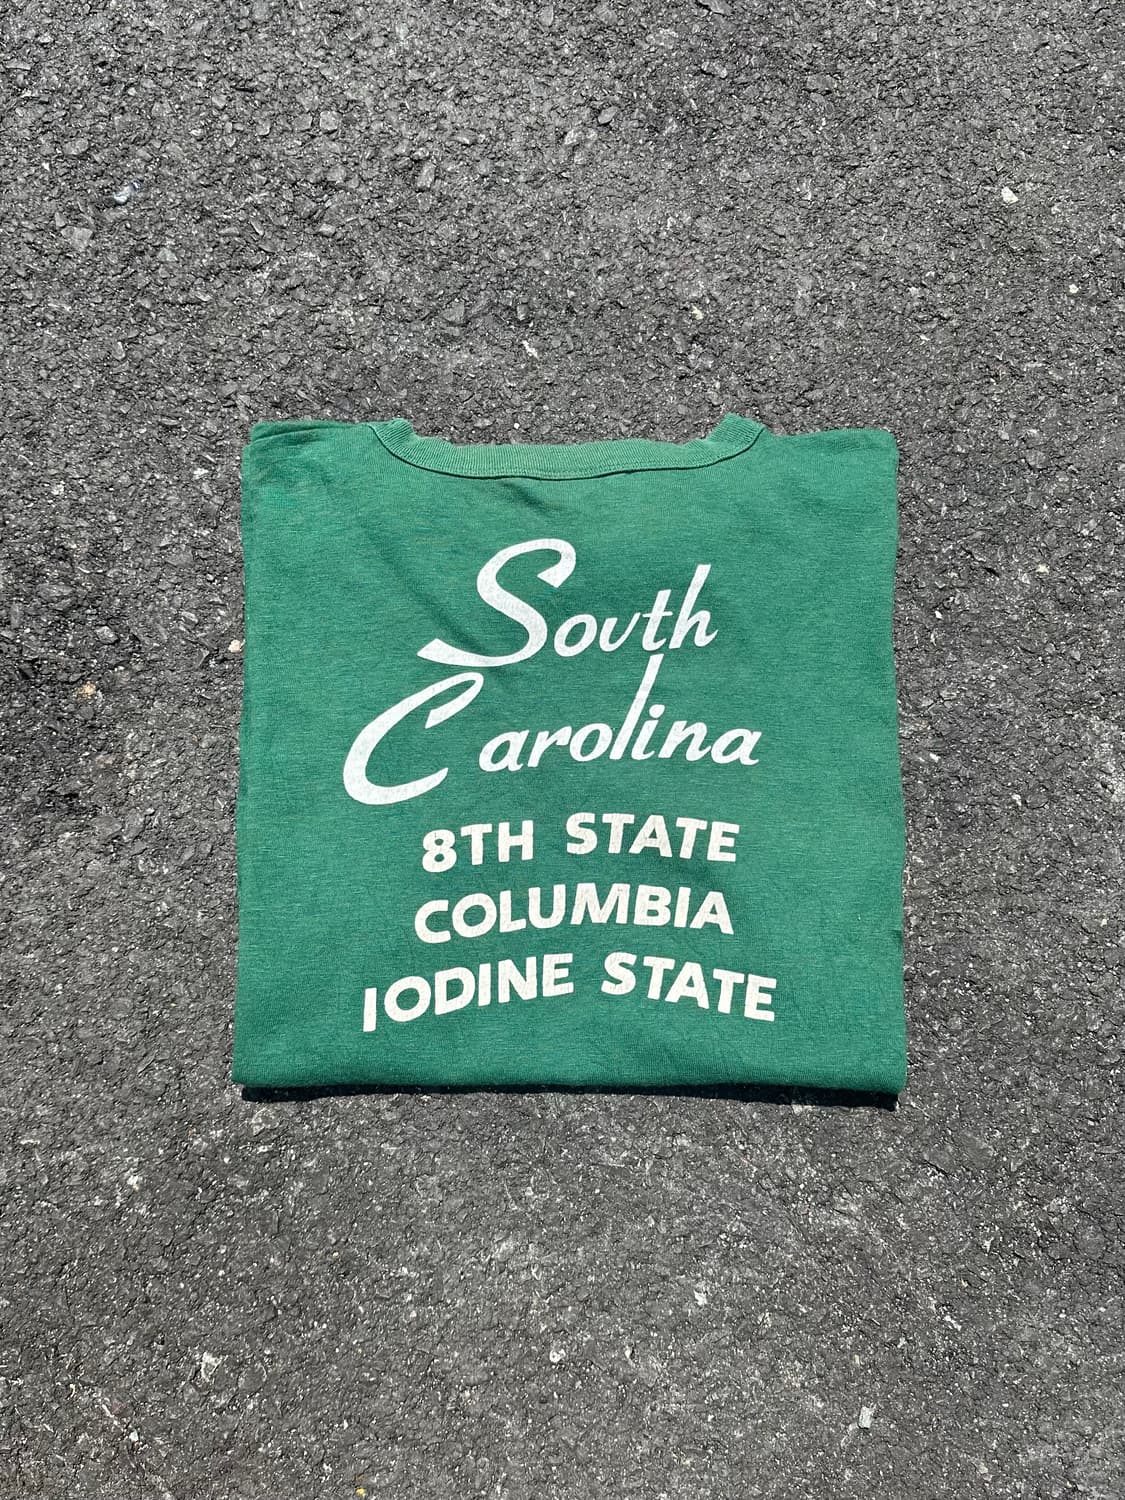 South
Carolina
8TH STATE
COLUMBIA
IODINE STATE